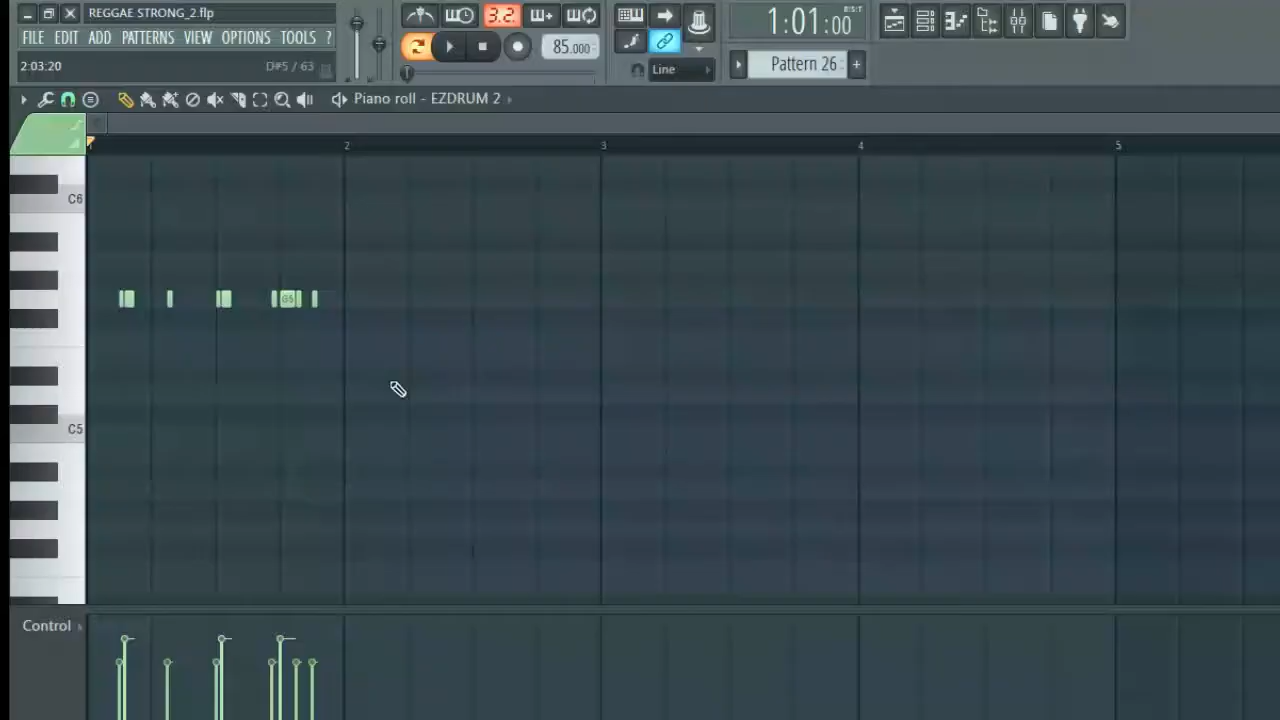 REGGAE STRONG_2.flp
FILE EDIT ADD PATTERNS VIEW OPTIONS TOOLS ?
2:03:20 D#5 / 63
3.2.
85.000
1:01:00
B:S:T
Line
Pattern 26
Piano roll - EZDRUM 2
2 3 4 5
C6
G5
C5
Control